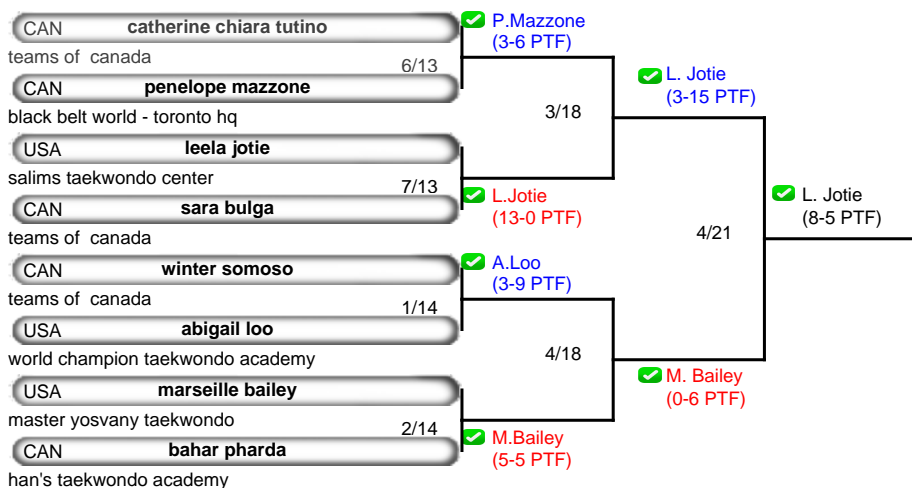 CAN catherine chiara tutino
teams of  canada
6/13
CAN penelope mazzone
black belt world - toronto hq
P.Mazzone
(3-6 PTF)
3/18
L. Jotie
(3-15 PTF)
USA leela jotie
salims taekwondo center
7/13
CAN sara bulga
teams of  canada
L.Jotie
(13-0 PTF)
4/21
L. Jotie
(8-5 PTF)
CAN winter somoso
teams of  canada
1/14
USA abigail loo
world champion taekwondo academy
A.Loo
(3-9 PTF)
4/18
M. Bailey
(0-6 PTF)
USA marseille bailey
master yosvany taekwondo
2/14
CAN bahar pharda
han's taekwondo academy
M.Bailey
(5-5 PTF)